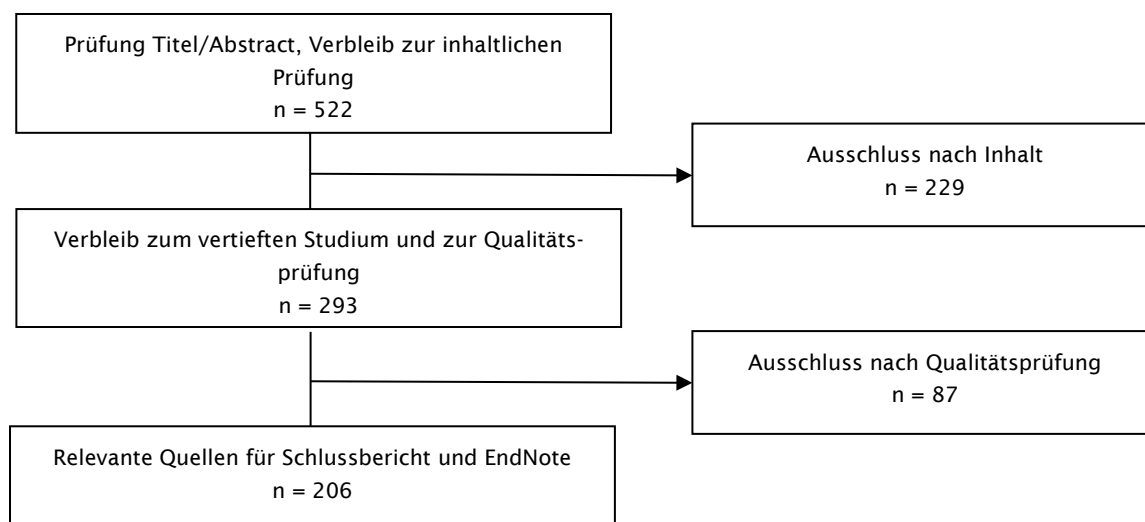 Prüfung Titel/Abstract, Verbleib zur inhaltlichen
Prüfung
n = 522
Ausschluss nach Inhalt
n = 229
Verbleib zum vertieften Studium und zur Qualitäts-
prüfung
n = 293
Ausschluss nach Qualitätsprüfung
n = 87
Relevante Quellen für Schlussbericht und EndNote
n = 206